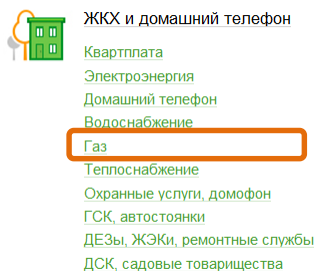 ЖКХ и домашний телефон
Квартплата
Электроэнергия
Домашний телефон
Водоснабжение
Газ
Теплоснабжение
Охранные услуги, домофон
ГСК, автостоянки
ДЕЗы, ЖЭКи, ремонтные службы
ДСК, садовые товарищества